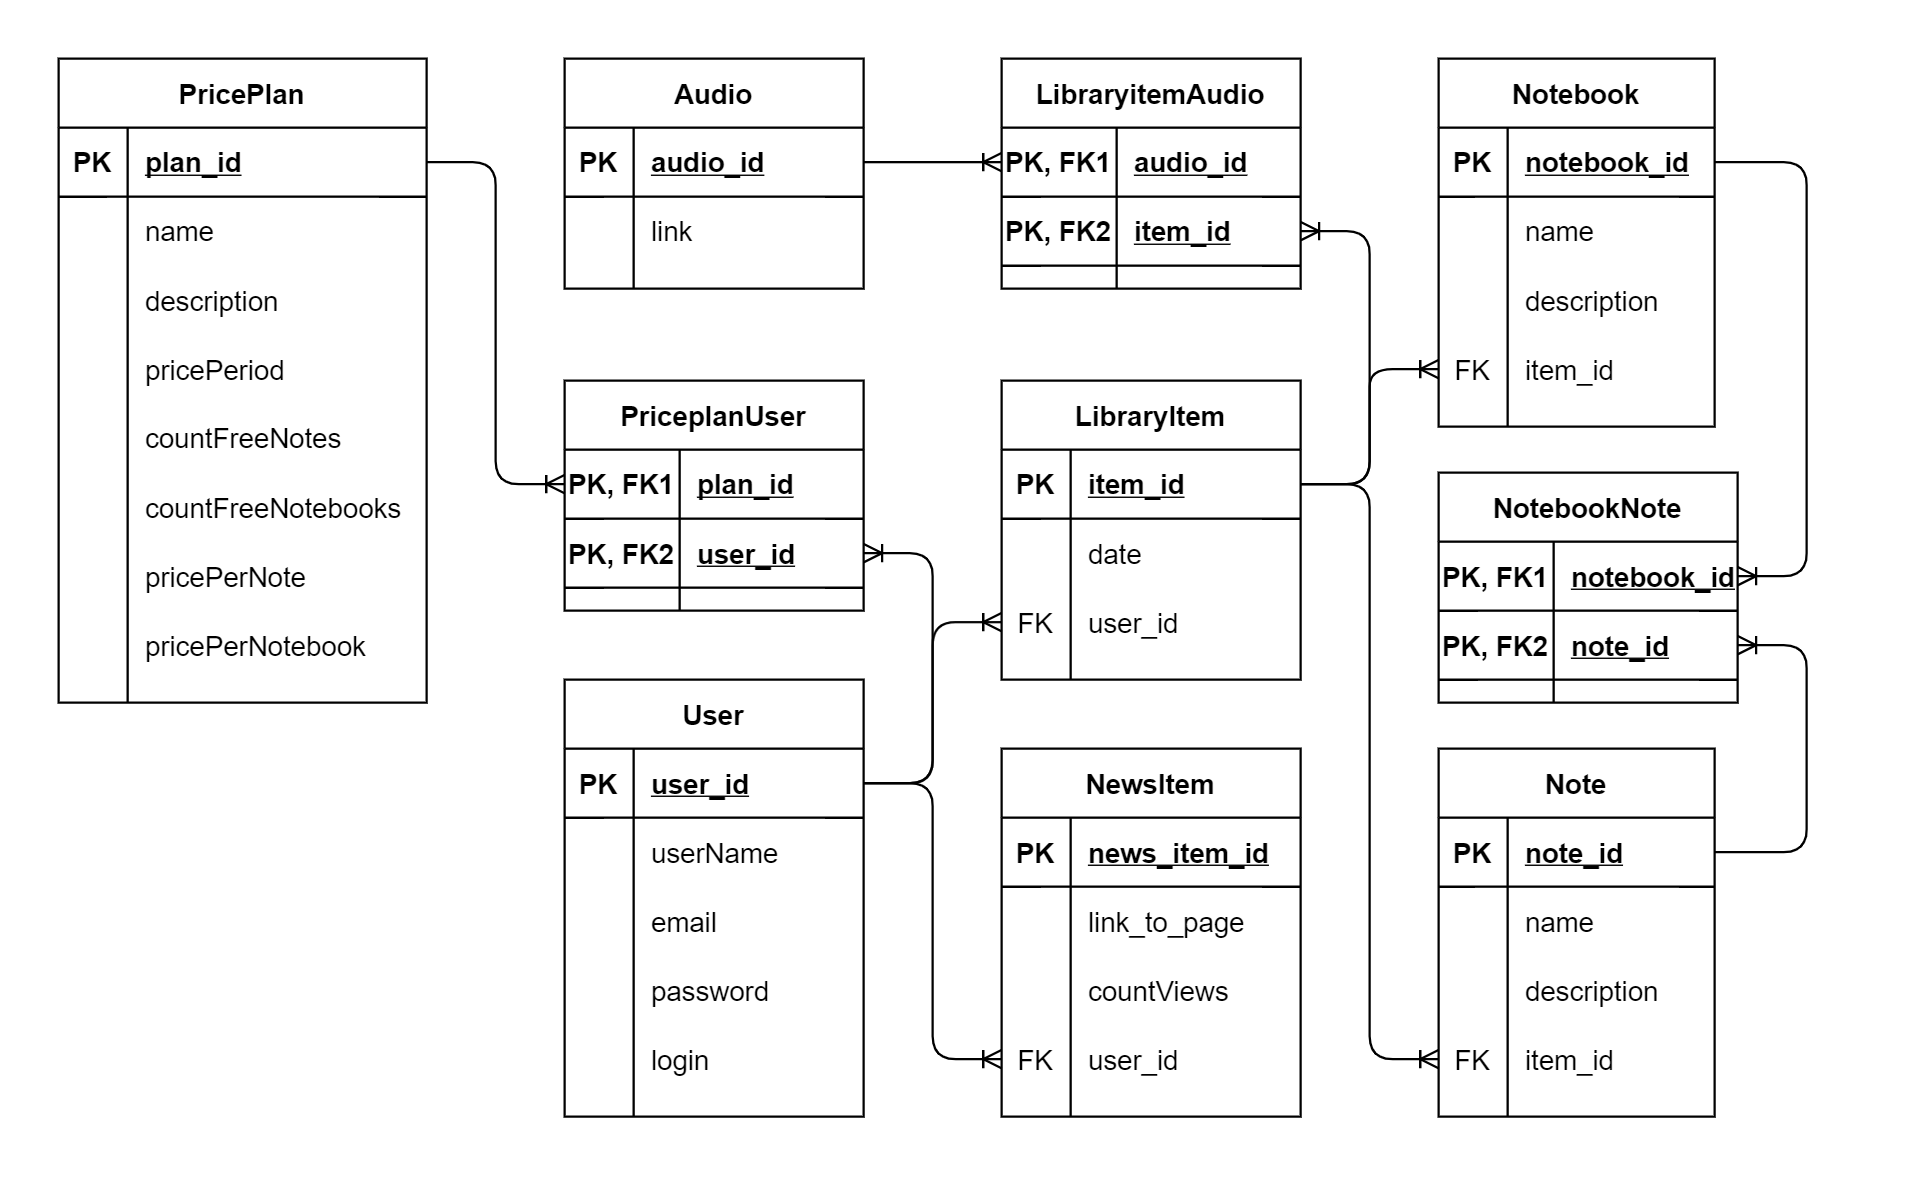 PricePlan
PK plan_id
name
description
pricePeriod
countFreeNotes
countFreeNotebooks
pricePerNote
pricePerNotebook
Audio
PK audio_id
link
LibraryitemAudio
PK, FK1 audio_id
PK, FK2 item_id
Notebook
PK notebook_id
name
description
FK item_id
PriceplanUser
PK, FK1 plan_id
PK, FK2 user_id
LibraryItem
PK item_id
date
FK user_id
NotebookNote
PK, FK1 notebook_id
PK, FK2 note_id
User
PK user_id
userName
email
password
login
NewsItem
PK news_item_id
link_to_page
countViews
FK user_id
Note
PK note_id
name
description
FK item_id